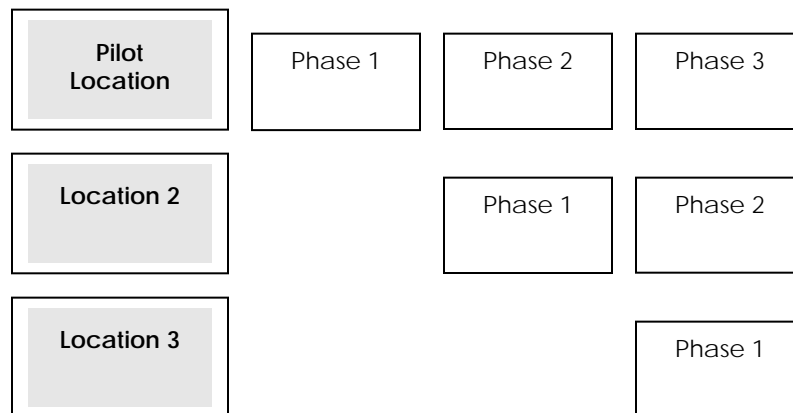 Pilot
Location
Phase 1
Phase 2
Phase 3
Location 2
Phase 1
Phase 2
Location 3
Phase 1